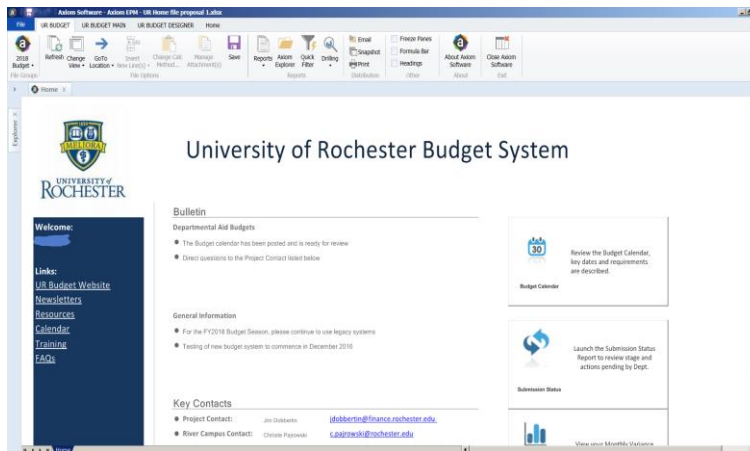 Axiom Software - Axiom EPM - UR Home file proposal 1.xlsx
File UR BUDGET UR BUDGET MAIN UR BUDGET DESIGNER Home
2018 Budget
Refresh
Change View
GoTo Location
Insert New Line(s)
Change Calc Method...
Manage Attachment(s)
Save
Reports
Axiom Explorer
Quick Filter
Drilling
Email
Snapshot
Print
Freeze Panes
Formula Bar
Headings
About Axiom Software
Close Axiom Software
File Groups File Options Reports Distribution Other About Exit
Home
Explorer
MELIORA
UNIVERSITY of
ROCHESTER
University of Rochester Budget System
Welcome:
Links:
UR Budget Website
Newsletters
Resources
Calendar
Training
FAQs
Bulletin
Departmental Aid Budgets
The Budget calendar has been posted and is ready for review
Direct questions to the Project Contact listed below
General Information
For the FY2018 Budget Season, please continue to use legacy systems
Testing of new budget system to commence in December 2016
Key Contacts
Project Contact: Jim Dobbertin jdobbertin@finance.rochester.edu
River Campus Contact: Christie Pajrowski c.pajrowski@rochester.edu
30
Budget Calendar
Review the Budget Calendar,
key dates and requirements
are described.
Submission Status
Launch the Submission Status
Report to review stage and
actions pending by Dept.
View your Monthly Variance
Home